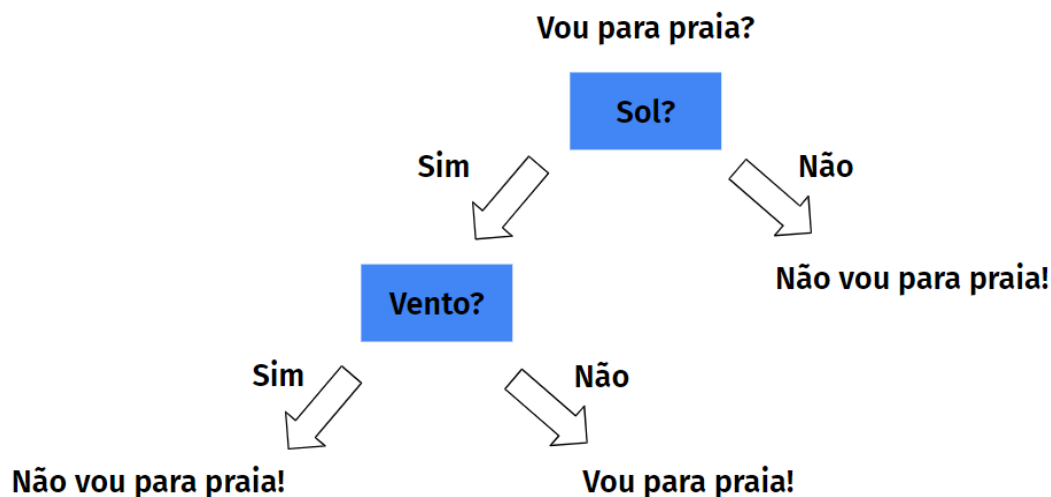 Vou para praia?
Sol?
Sim
Não
Não vou para praia!
Vento?
Sim
Não
Não vou para praia!
Vou para praia!